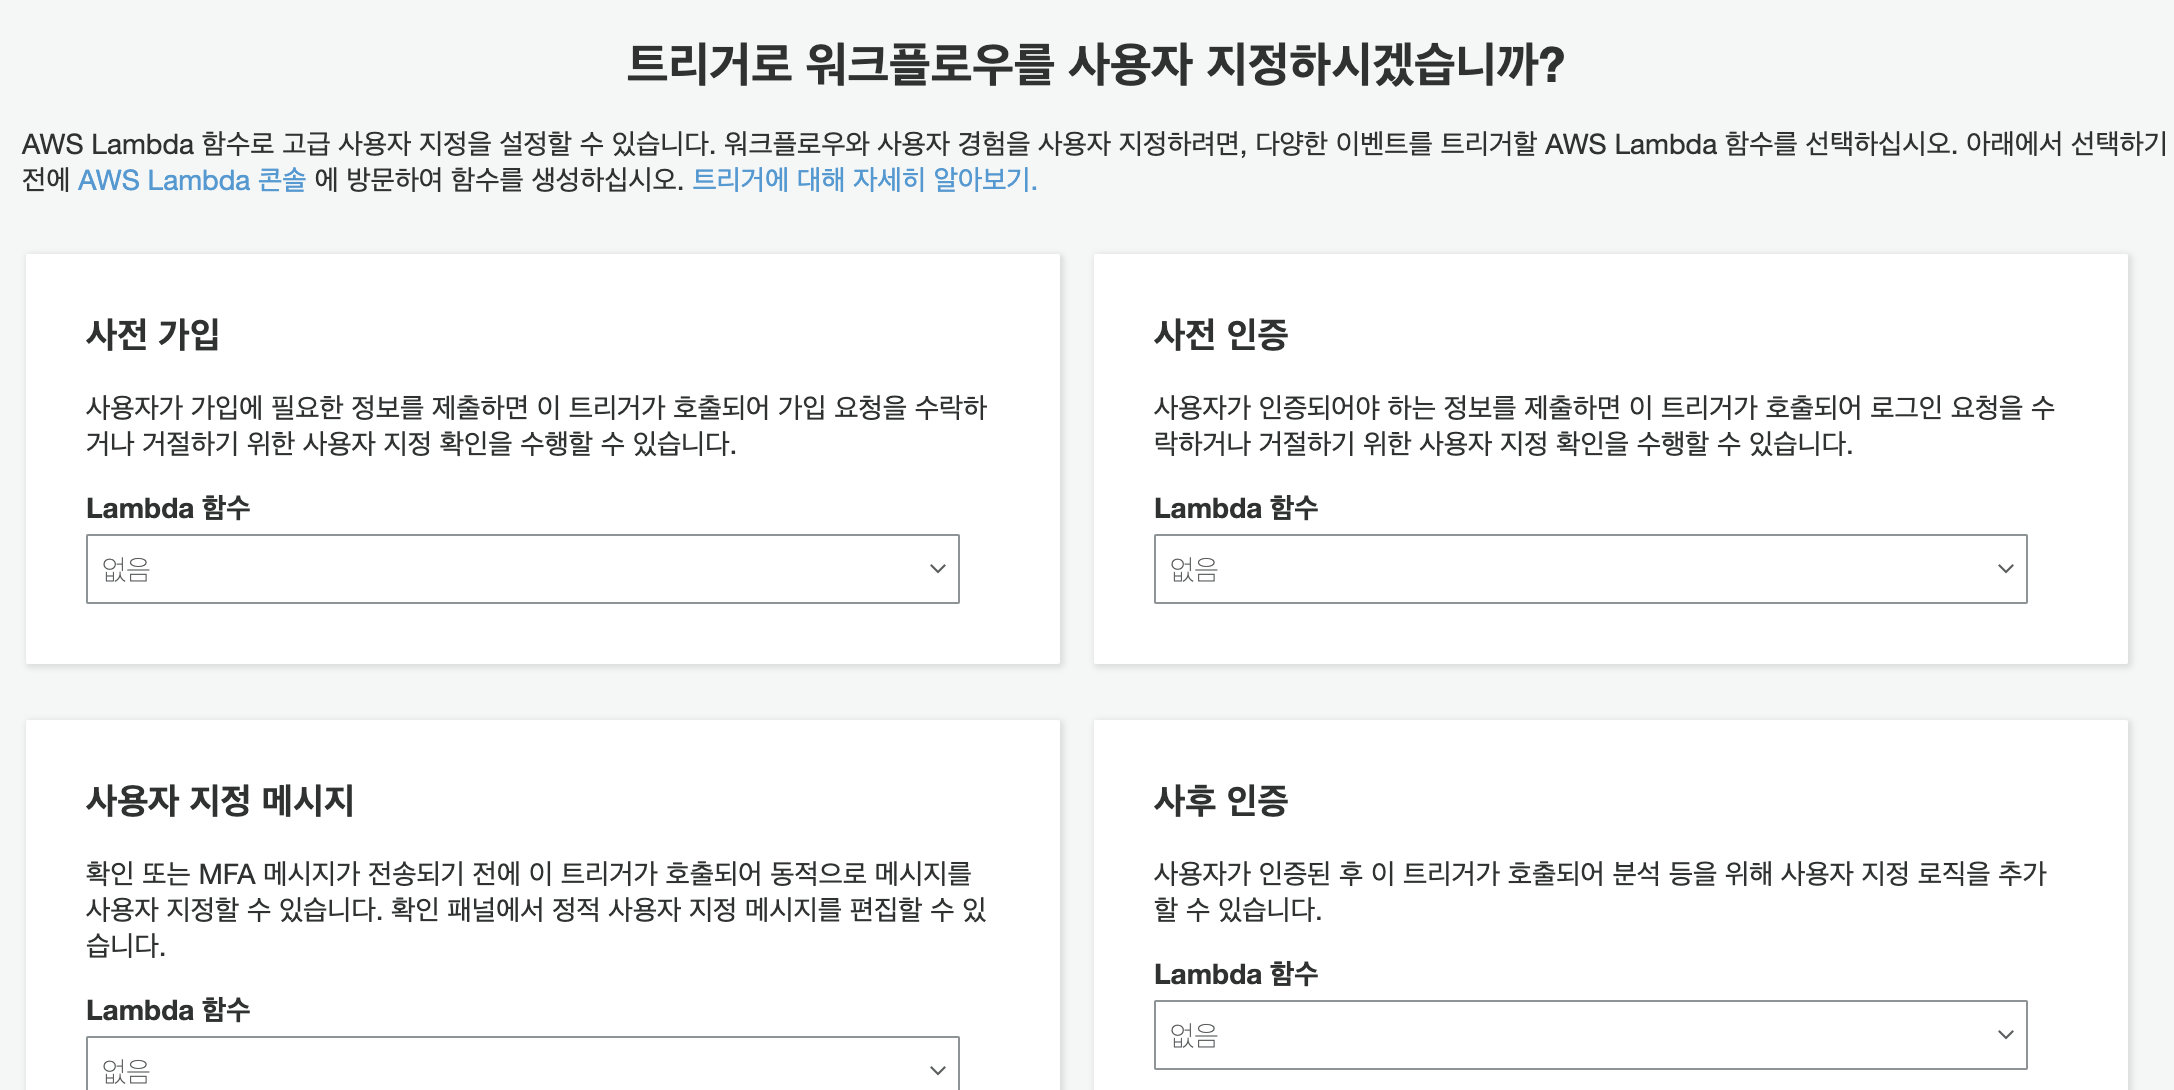 트리거로 워크플로우를 사용자 지정하시겠습니까?
AWS Lambda 함수로 고급 사용자 지정을 설정할 수 있습니다. 워크플로우와 사용자 경험을 사용자 지정하려면, 다양한 이벤트를 트리거할 AWS Lambda 함수를 선택하십시오. 아래에서 선택하기
전에 AWS Lambda 콘솔 에 방문하여 함수를 생성하십시오. 트리거에 대해 자세히 알아보기.
사전 가입
사용자가 가입에 필요한 정보를 제출하면 이 트리거가 호출되어 가입 요청을 수락하
거나 거절하기 위한 사용자 지정 확인을 수행할 수 있습니다.
Lambda 함수
없음
사전 인증
사용자가 인증되어야 하는 정보를 제출하면 이 트리거가 호출되어 로그인 요청을 수
락하거나 거절하기 위한 사용자 지정 확인을 수행할 수 있습니다.
Lambda 함수
없음
사용자 지정 메시지
확인 또는 MFA 메시지가 전송되기 전에 이 트리거가 호출되어 동적으로 메시지를
사용자 지정할 수 있습니다. 확인 패널에서 정적 사용자 지정 메시지를 편집할 수 있
습니다.
Lambda 함수
없음
사후 인증
사용자가 인증된 후 이 트리거가 호출되어 분석 등을 위해 사용자 지정 로직을 추가
할 수 있습니다.
Lambda 함수
없음